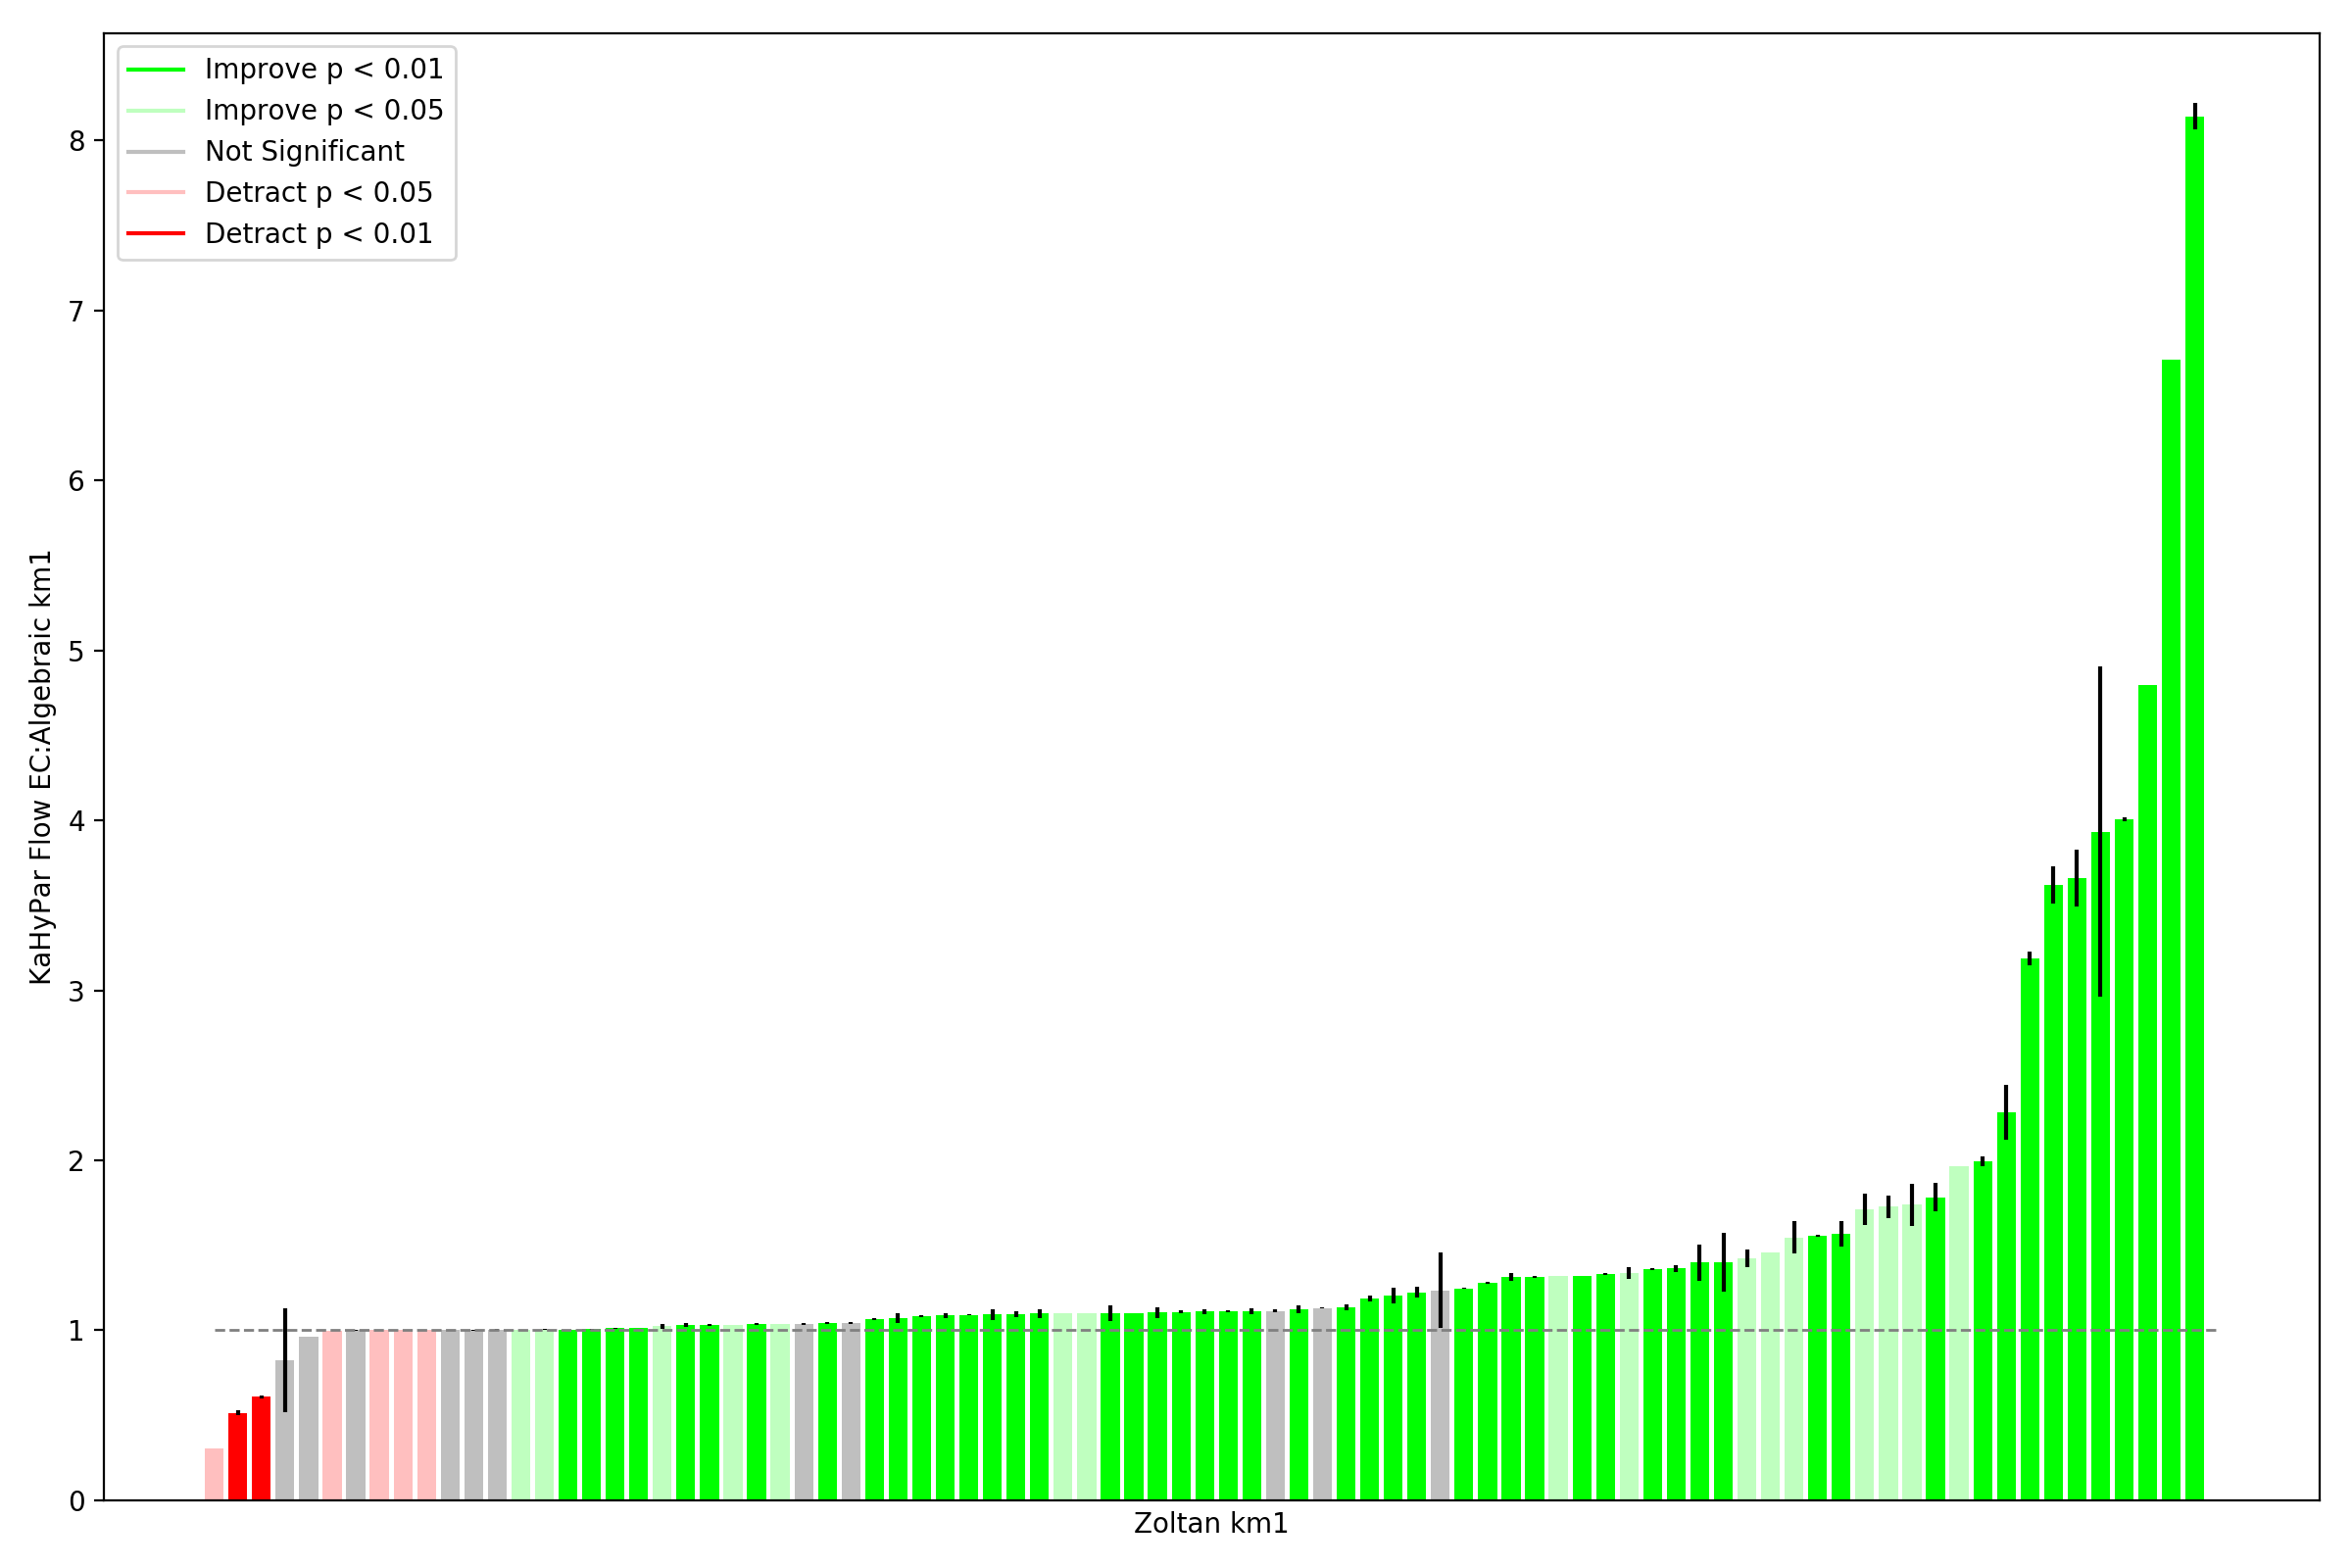 Improve p < 0.01
Improve p < 0.05
Not Significant
Detract p < 0.05
Detract p < 0.01
8
7
6
5
4
3
2
1
0
KaHyPar Flow EC:Algebraic km1
Zoltan km1